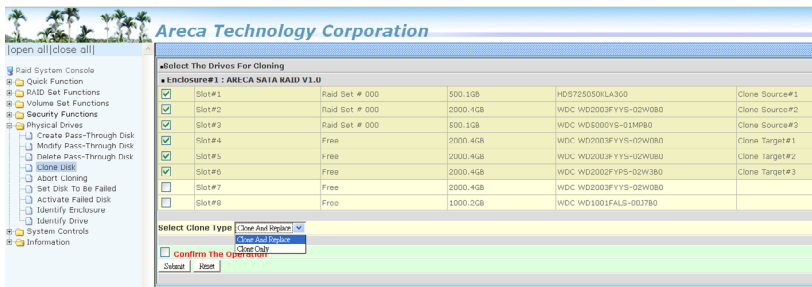 Areca Technology Corporation
|open all|close all|
Raid System Console
Quick Function
RAID Set Functions
Volume Set Functions
Security Functions
Physical Drives
Create Pass-Through Disk
Modify Pass-Through Disk
Delete Pass-Through Disk
Clone Disk
Abort Cloning
Set Disk To Be Failed
Activate Failed Disk
Identify Enclosure
Identify Drive
System Controls
Information
•Select The Drives For Cloning
• Enclosure#1 : ARECA SATA RAID V1.0
Slot#1 Raid Set # 000 500.1GB HDS725050KLA360 Clone Source#1
Slot#2 Raid Set # 000 2000.4GB WDC WD2003FYYS-02W0B0 Clone Source#2
Slot#3 Raid Set # 000 500.1GB WDC WD5000YS-01MPB0 Clone Source#3
Slot#4 Free 2000.4GB WDC WD2003FYYS-02W0B0 Clone Target#1
Slot#5 Free 2000.4GB WDC WD2003FYYS-02W0B0 Clone Target#2
Slot#6 Free 2000.4GB WDC WD2002FYPS-02W3B0 Clone Target#3
Slot#7 Free 2000.4GB WDC WD2003FYYS-02W0B0
Slot#8 Free 1000.2GB WDC WD1001FALS-00J7B0
Select Clone Type Clone And Replace
Clone And Replace
Clone Only
Confirm The Operation
Submit Reset